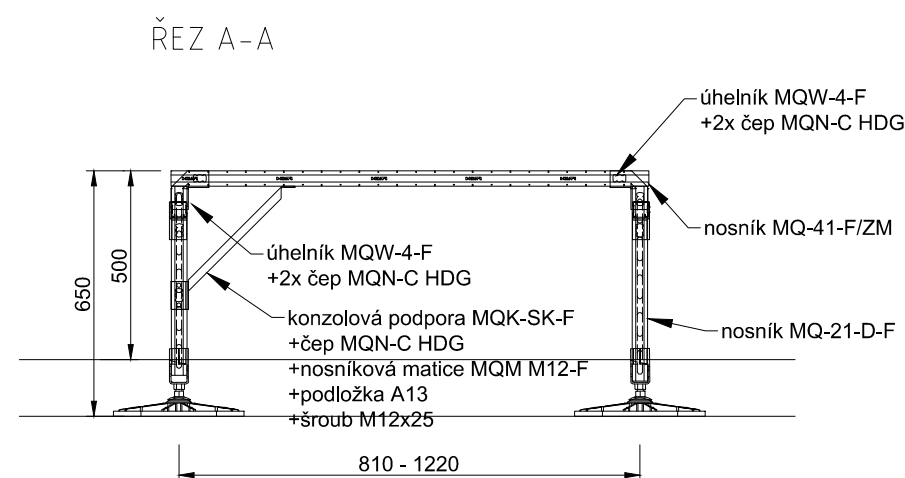 ŘEZ A-A
úhelník MQW-4-F
+2x čep MQN-C HDG
nosník MQ-41-F/ZM
úhelník MQW-4-F
+2x čep MQN-C HDG
650
500
konzolová podpora MQK-SK-F
+čep MQN-C HDG
+nosníková matice MQM M12-F
+podložka A13
+šroub M12x25
nosník MQ-21-D-F
810 - 1220